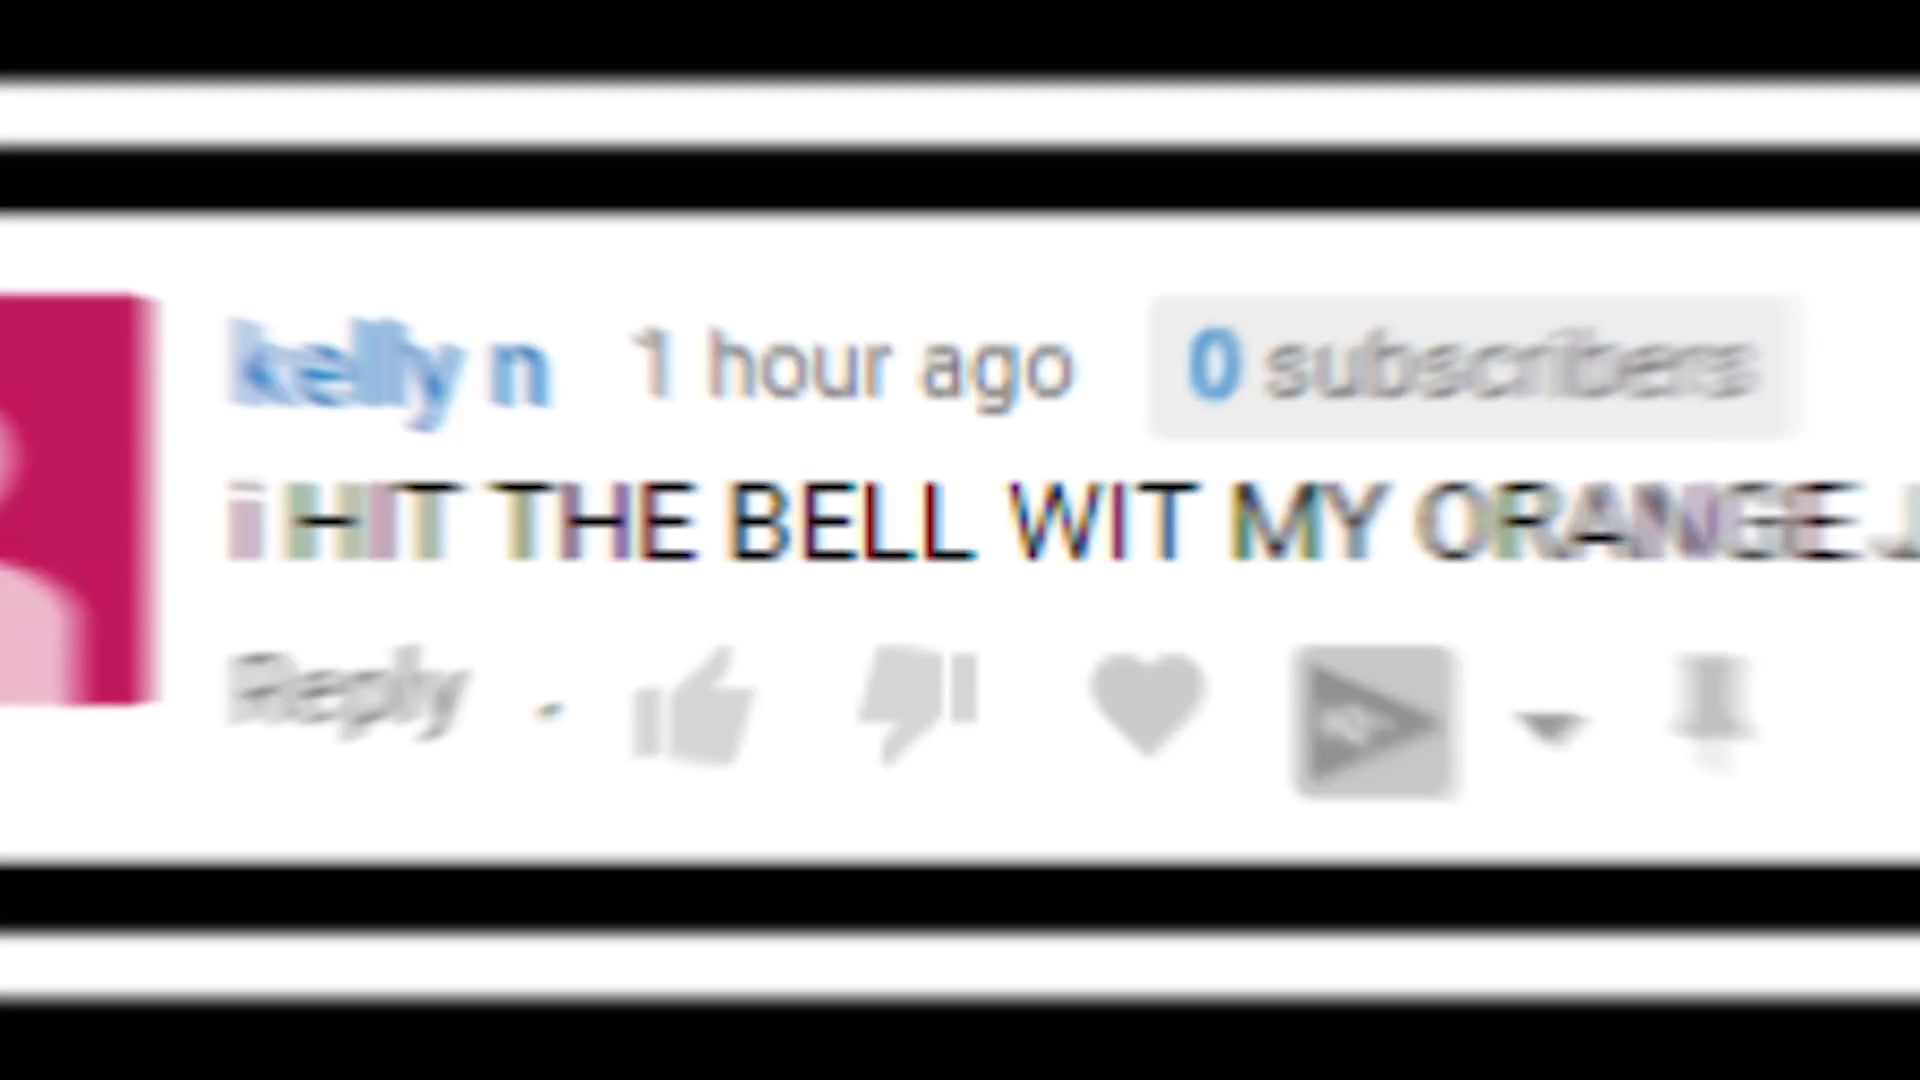 kelly n 1 hour ago 0 subscribers
i HIT THE BELL WIT MY ORANGE
Reply